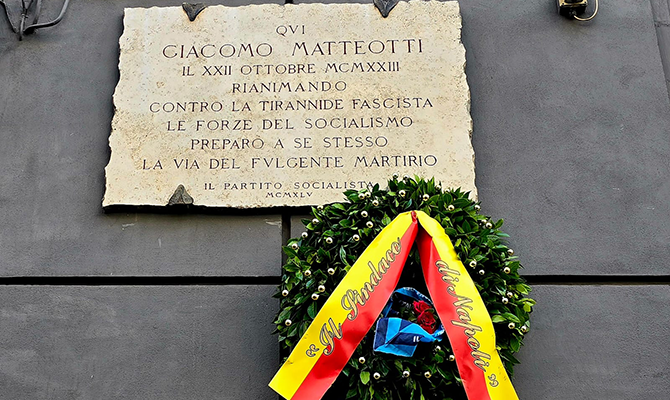 QVI
GIACOMO MATTEOTTI
IL XXII OTTOBRE MCMXXIII
RIANIMANDO
CONTRO LA TIRANNIDE FASCISTA
LE FORZE DEL SOCIALISMO
PREPARÒ A SE STESSO
LA VIA DEL FVLGENTE MARTIRIO
IL PARTITO SOCIALISTA
MCMXLV
"Il Sindaco
di Napoli"